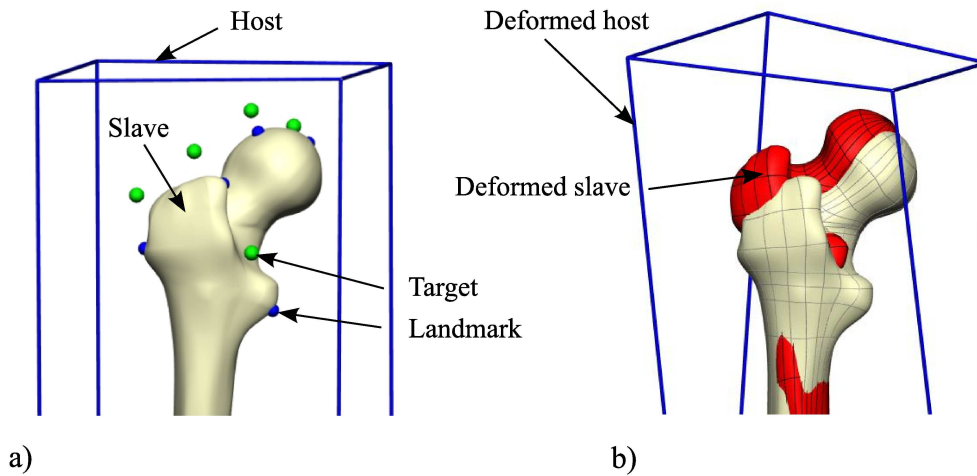 Host
Slave
Target
Landmark
a)
Deformed host
Deformed slave
b)